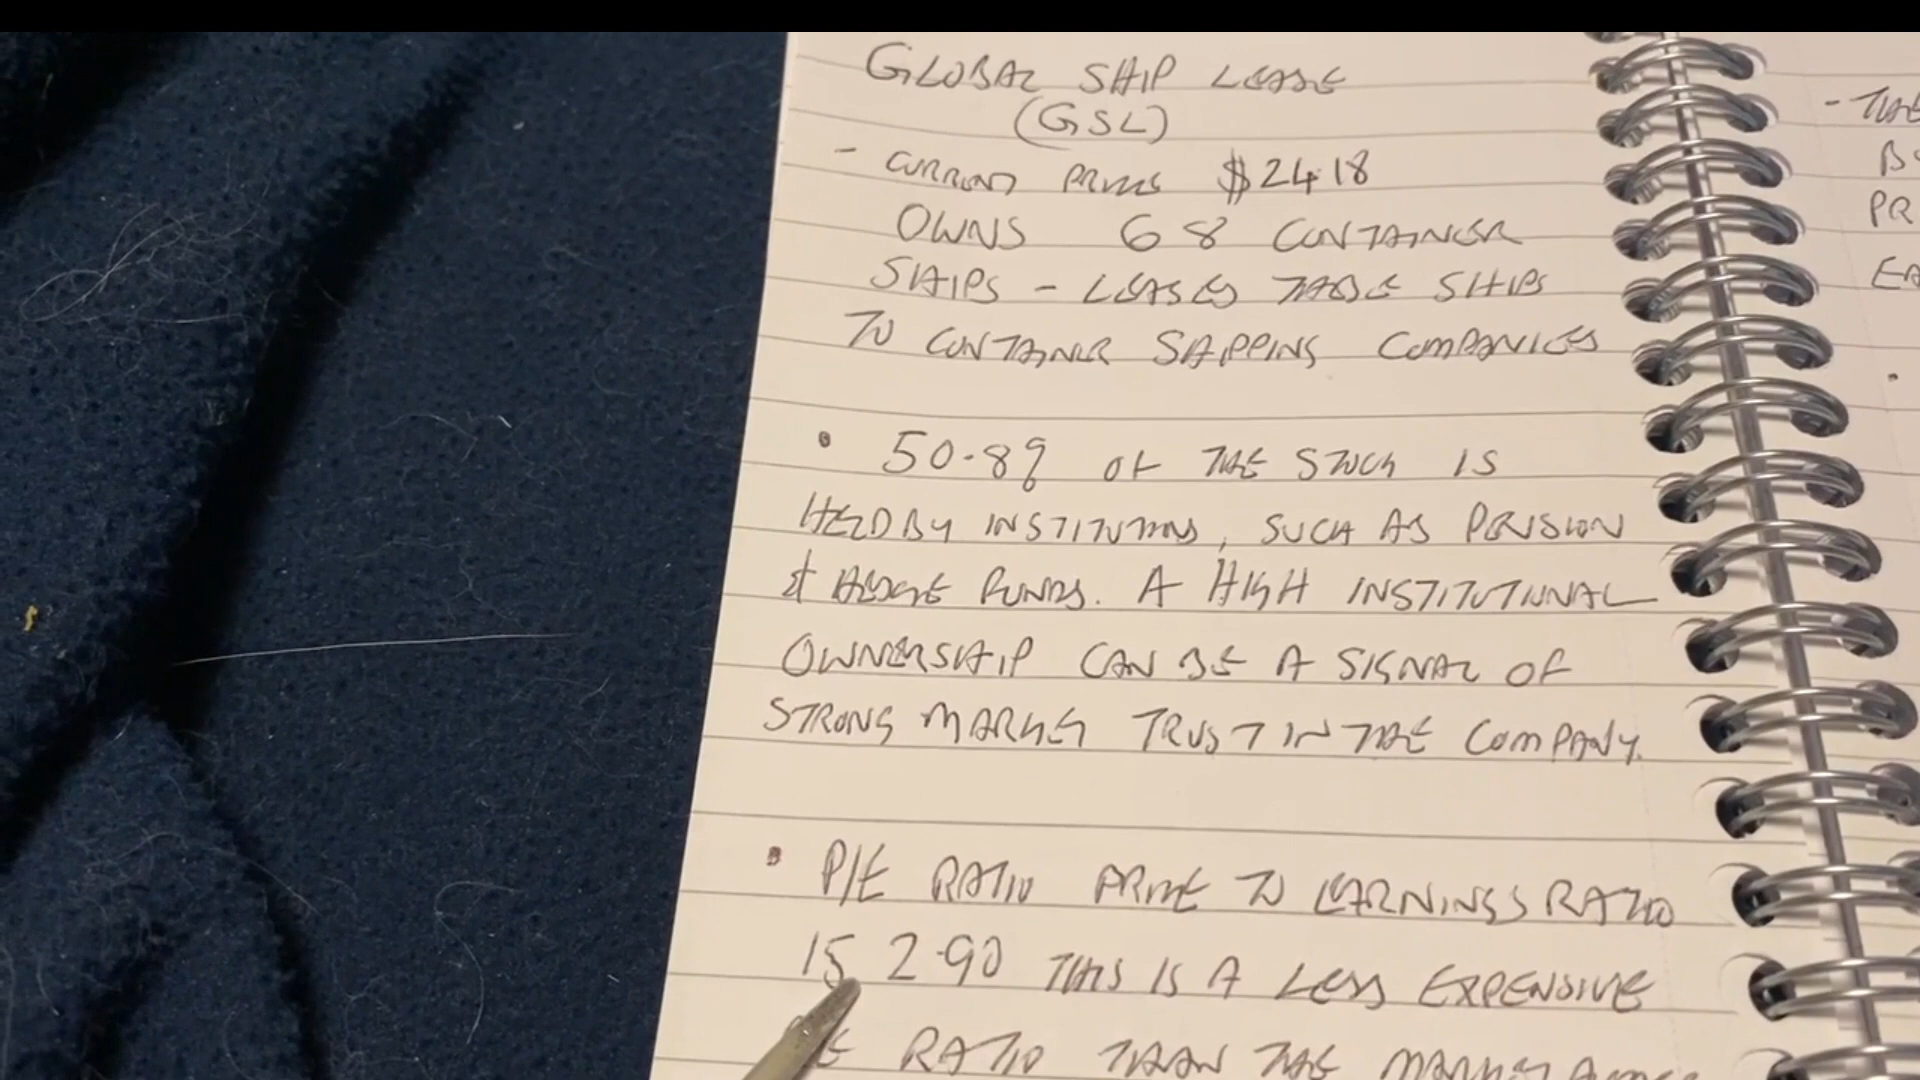 GLOBAL SHIP LEASE
(GSL)
- CURRENT PRICE $24.18
OWNS 68 CONTAINER
SHIPS - LEASES THESE SHIPS
TO CONTAINER SHIPPING COMPANIES
• 50.89 OF THE STOCK IS
HELD BY INSTITUTIONS, SUCH AS PENSION
& HEDGE FUNDS. A HIGH INSTITUTIONAL
OWNERSHIP CAN BE A SIGNAL OF
STRONG MARKET TRUST IN THE COMPANY.
• P/E RATIO PRICE TO EARNINGS RATIO
IS 2.90 THIS IS A LESS EXPENSIVE
RATIO THAN THE MARKET